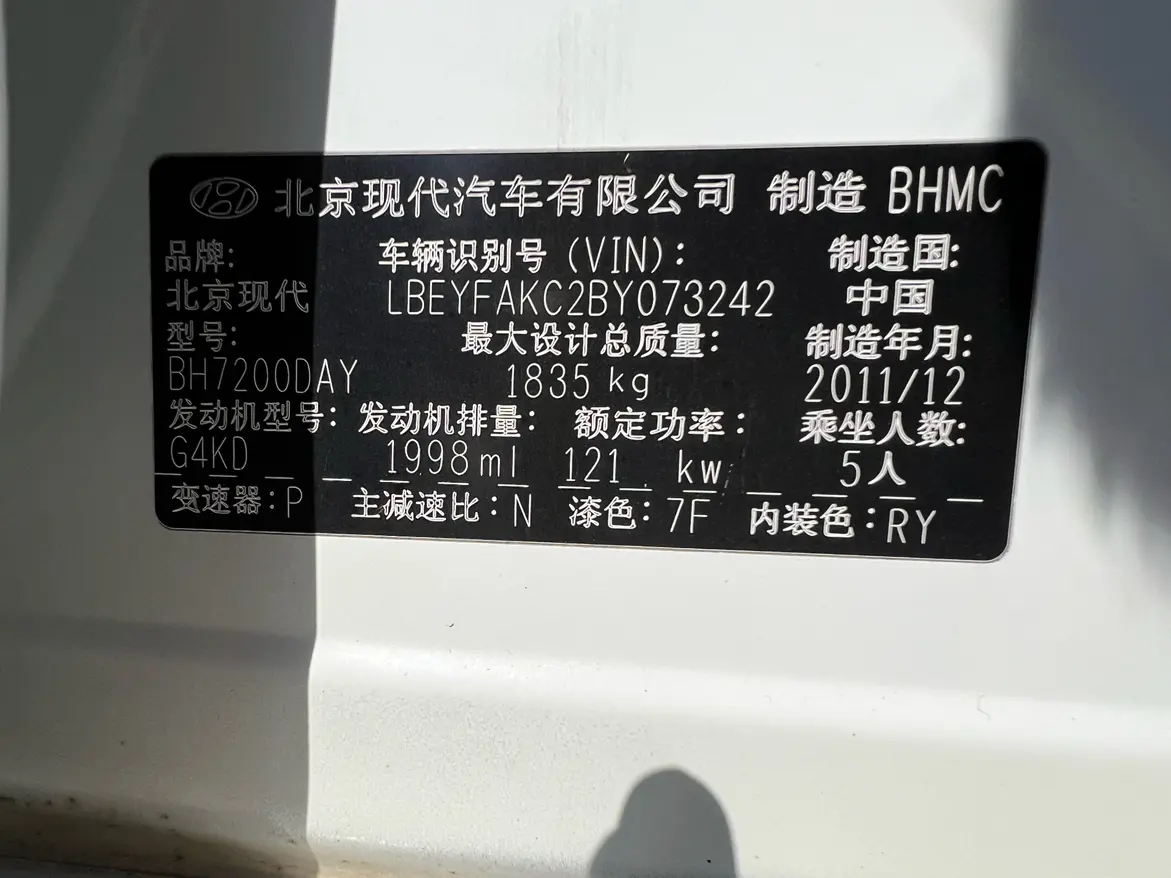 北京现代汽车有限公司 制造 BHMC
品牌: 车辆识别号 (VIN): 制造国:
北京现代 LBEYFAKC2BY073242 中国
型号: 最大设计总质量: 制造年月:
BH7200DAY 1835 kg 2011/12
发动机型号: 发动机排量: 额定功率: 乘坐人数:
G4KD 1998ml 121 kw 5人
变速器:P 主减速比:N 漆色:7F 内装色:RY